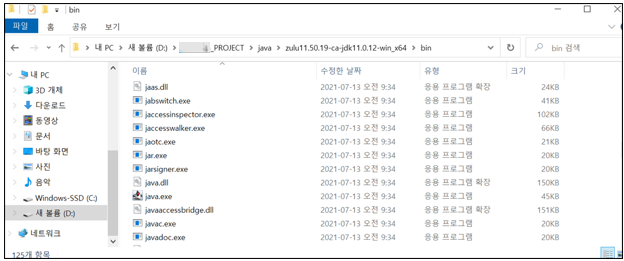 bin
파일 홈 공유 보기
내 PC > 새 볼륨 (D:) > _PROJECT > java > zulu11.50.19-ca-jdk11.0.12-win_x64 > bin
bin 검색
내 PC
3D 개체
다운로드
동영상
문서
바탕 화면
사진
음악
Windows-SSD (C:)
새 볼륨 (D:)
네트워크
이름 수정한 날짜 유형 크기
jaas.dll 2021-07-13 오전 9:34 응용 프로그램 확장 24KB
jabswitch.exe 2021-07-13 오전 9:34 응용 프로그램 41KB
jaccessinspector.exe 2021-07-13 오전 9:34 응용 프로그램 102KB
jaccesswalker.exe 2021-07-13 오전 9:34 응용 프로그램 66KB
jaotc.exe 2021-07-13 오전 9:34 응용 프로그램 21KB
jar.exe 2021-07-13 오전 9:34 응용 프로그램 20KB
jarsigner.exe 2021-07-13 오전 9:34 응용 프로그램 20KB
java.dll 2021-07-13 오전 9:34 응용 프로그램 확장 150KB
java.exe 2021-07-13 오전 9:34 응용 프로그램 45KB
javaaccessbridge.dll 2021-07-13 오전 9:34 응용 프로그램 확장 151KB
javac.exe 2021-07-13 오전 9:34 응용 프로그램 20KB
javadoc.exe 2021-07-13 오전 9:34 응용 프로그램 20KB
125개 항목